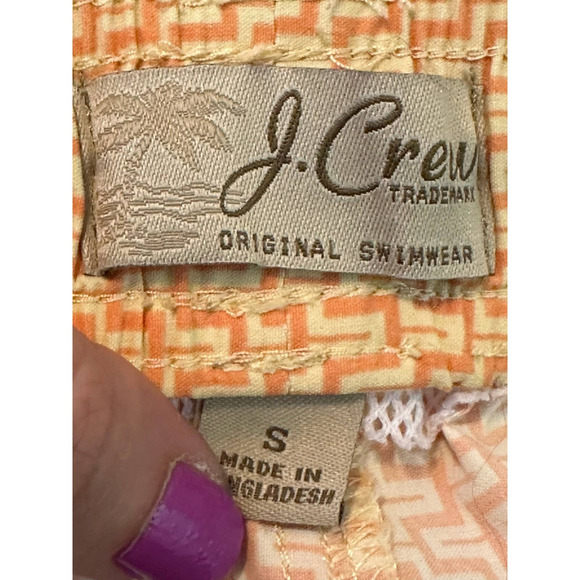 J.Crew
TRADEMARK
ORIGINAL SWIMWEAR
S
MADE IN
NGLADESH